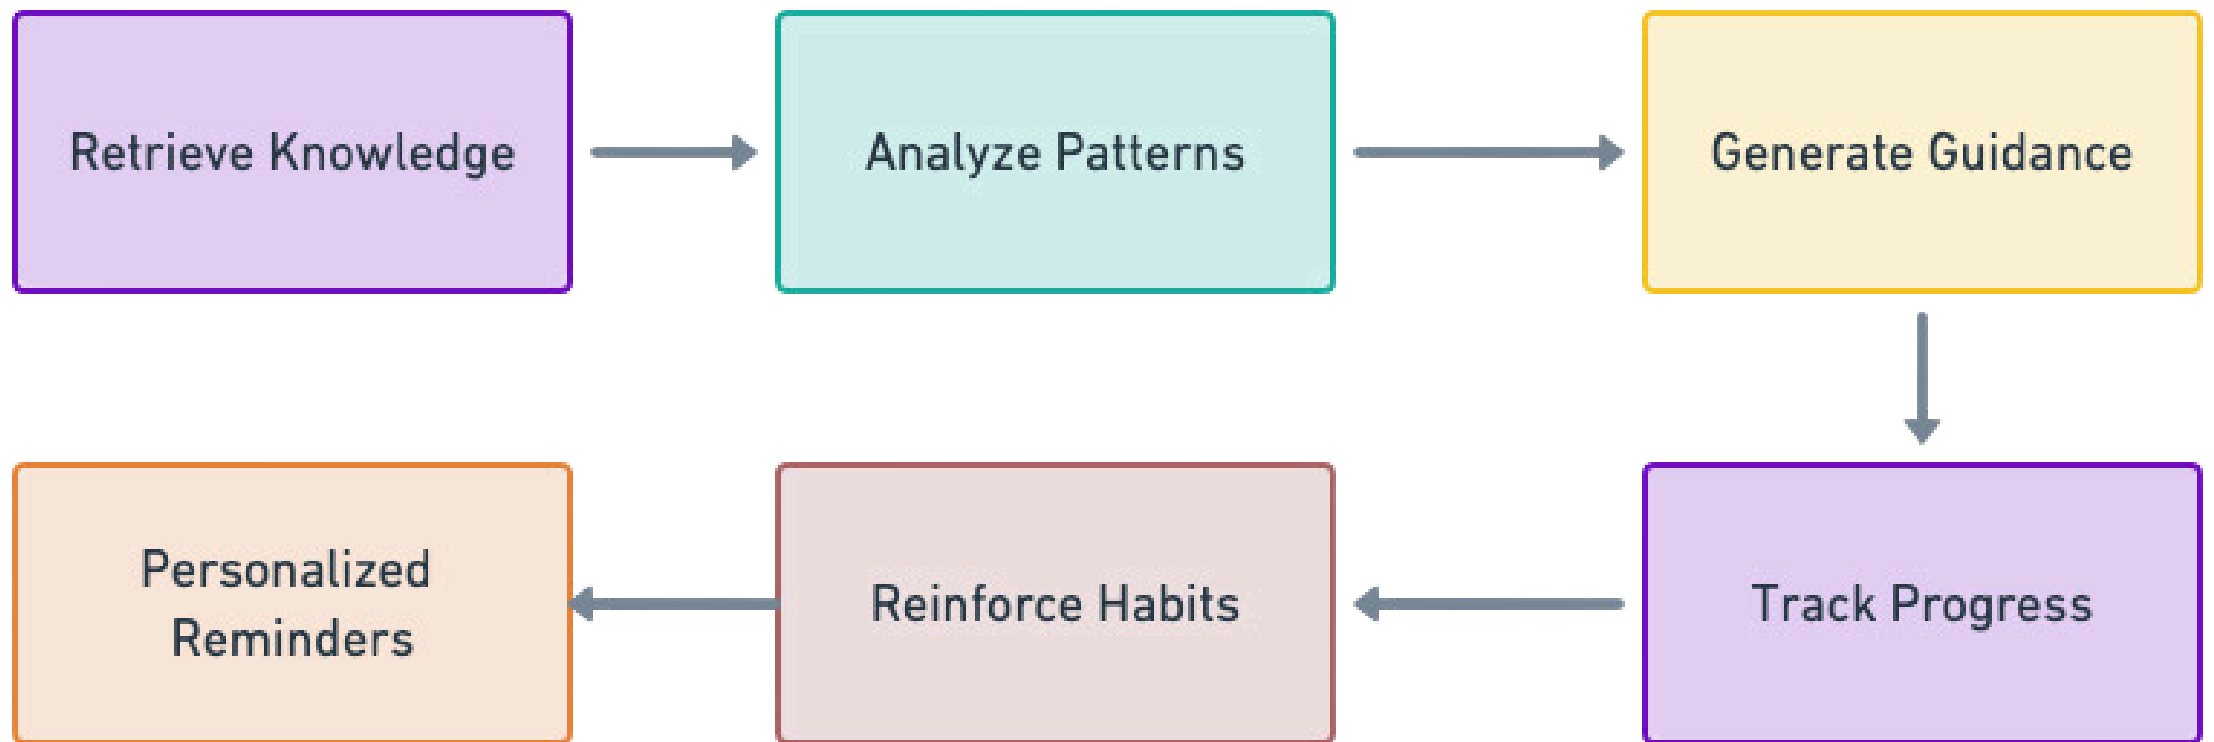 Retrieve Knowledge
Analyze Patterns
Generate Guidance
Personalized
Reminders
Reinforce Habits
Track Progress